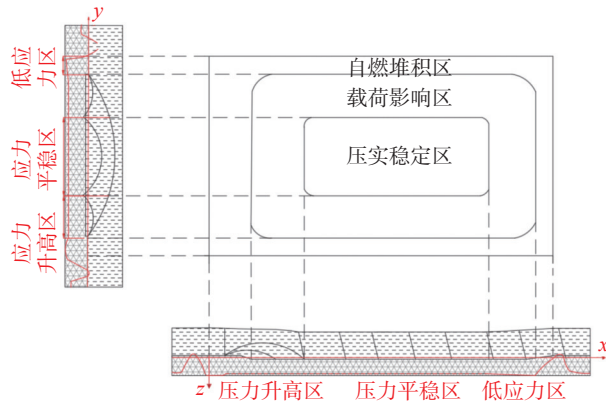 y
低应
力区
应力
平稳区
应力
升高区
自燃堆积区
载荷影响区
压实稳定区
x
z
压力升高区
压力平稳区
低应力区